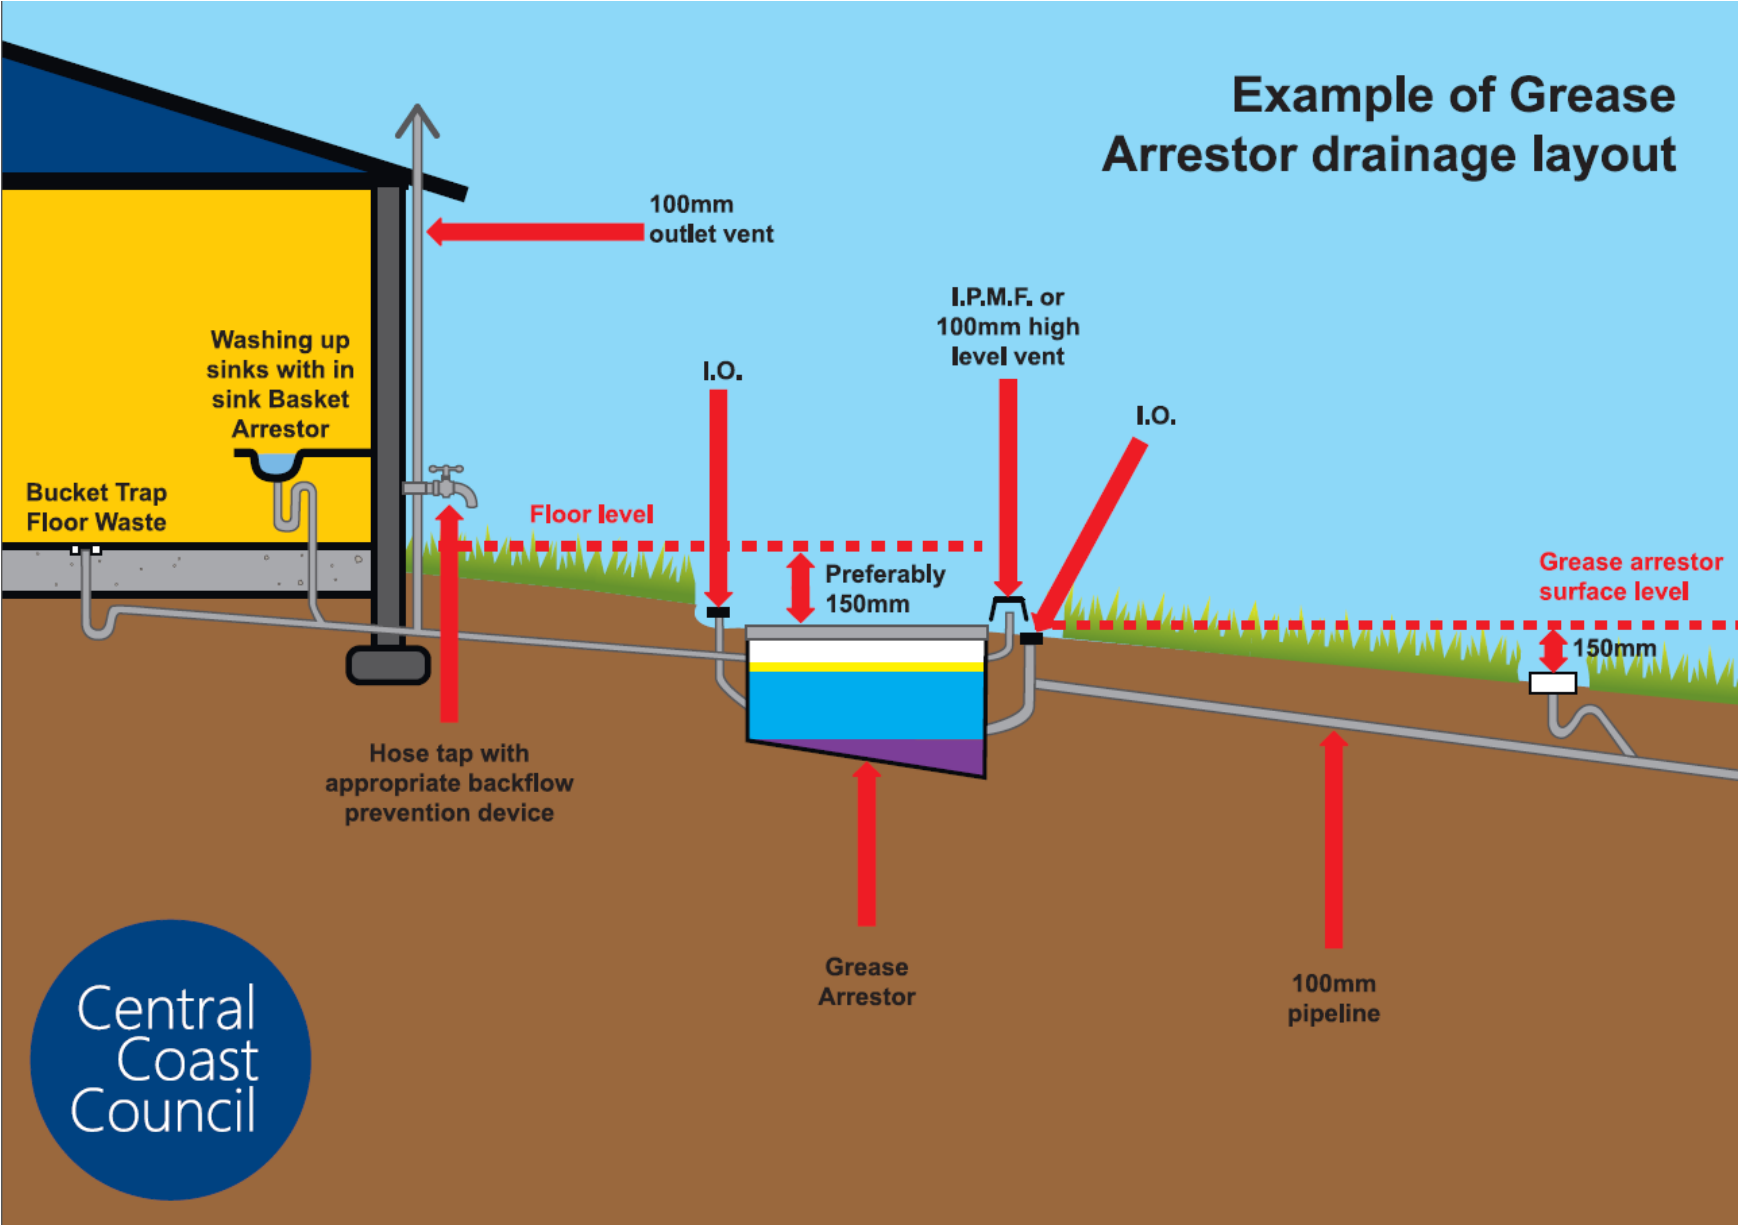 Example of Grease
Arrestor drainage layout
100mm
outlet vent
I.P.M.F. or
100mm high
level vent
Washing up
sinks with in
sink Basket
Arrestor
I.O.
I.O.
Bucket Trap
Floor Waste
Floor level
Preferably
150mm
Grease arrestor
surface level
150mm
Hose tap with
appropriate backflow
prevention device
Grease
Arrestor
100mm
pipeline
Central
Coast
Council